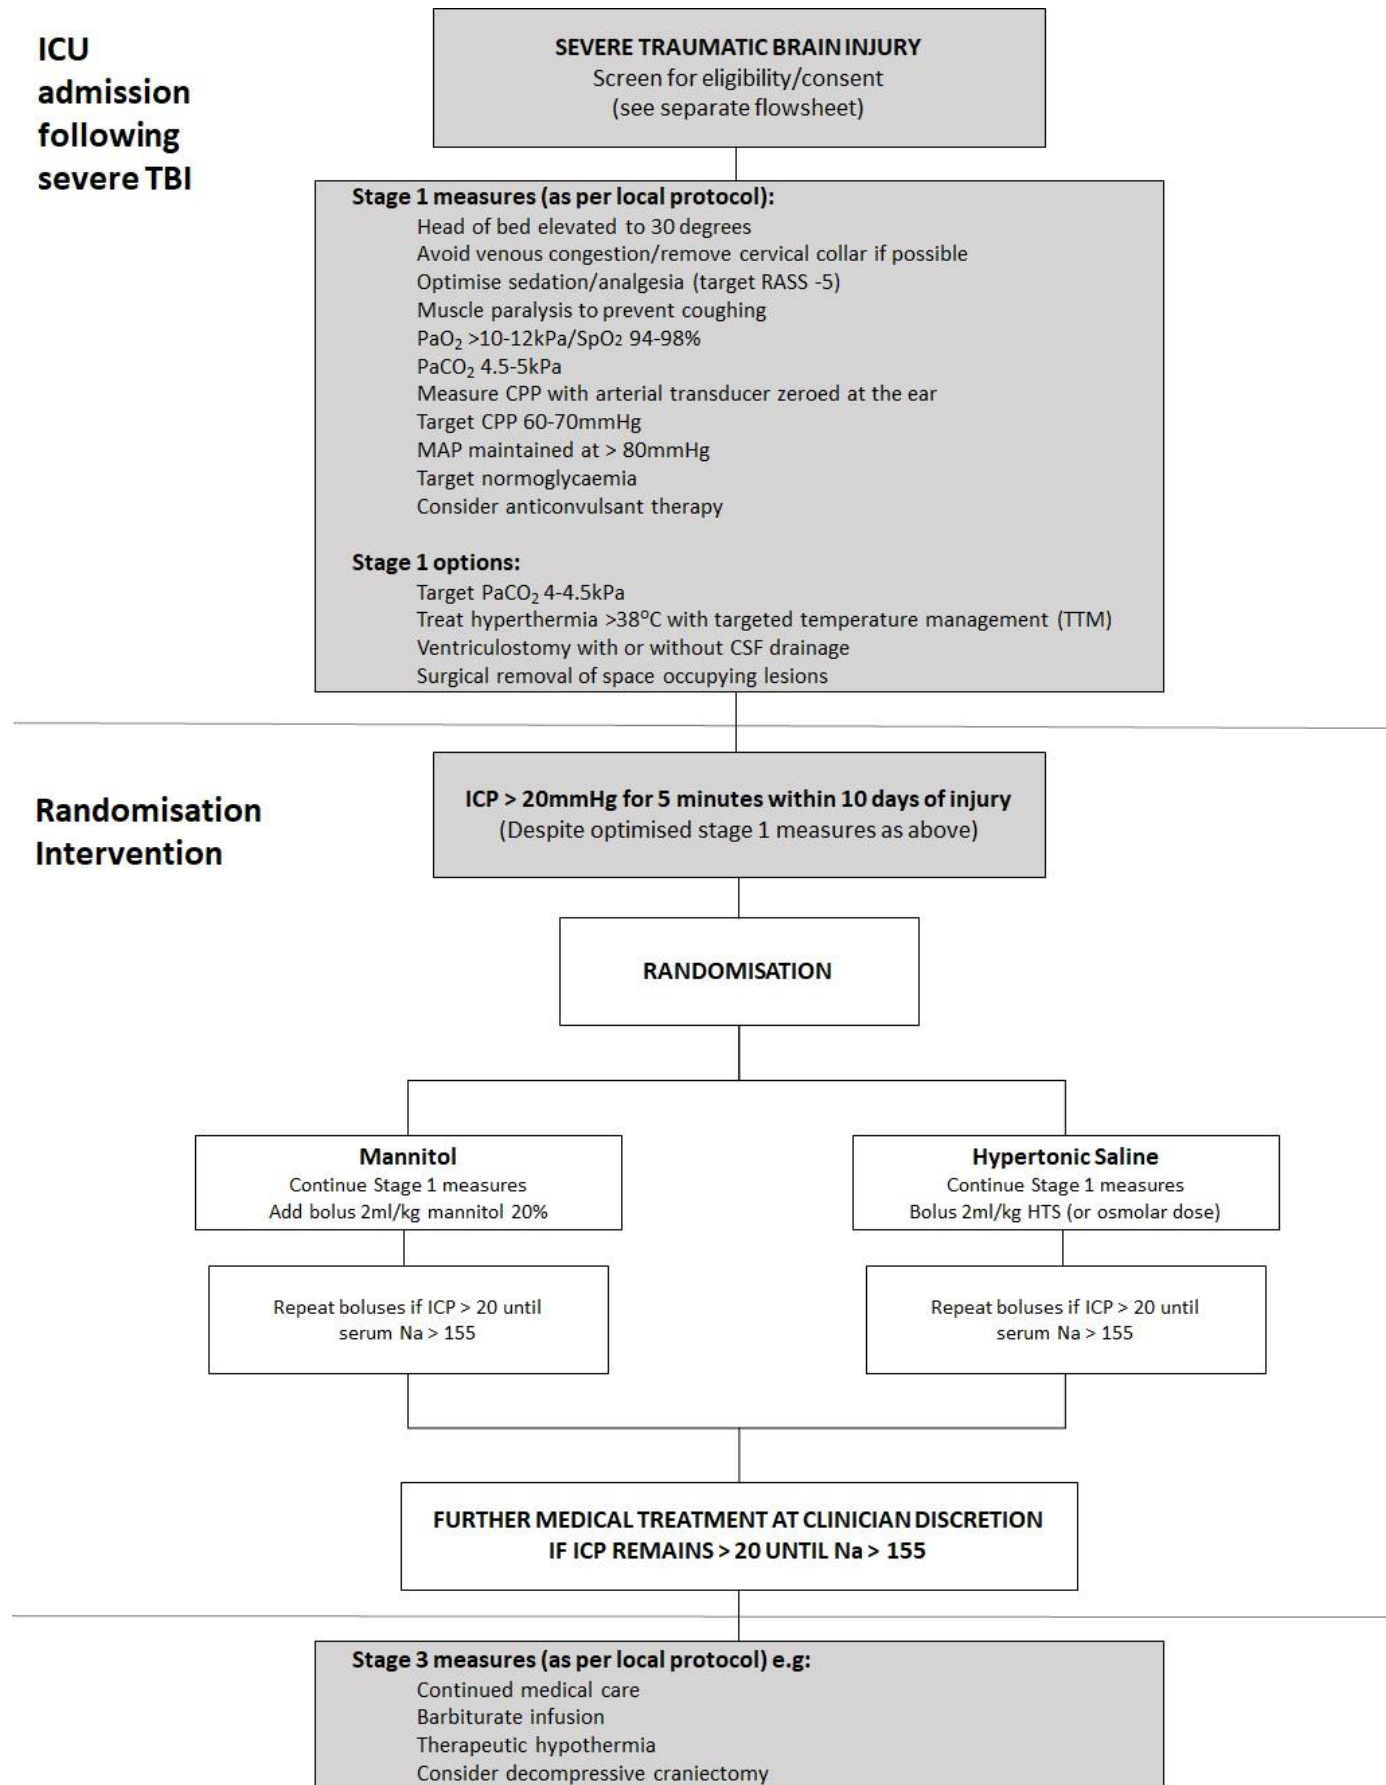 ICU
admission
following
severe TBI
SEVERE TRAUMATIC BRAIN INJURY
Screen for eligibility/consent
(see separate flowsheet)
Stage 1 measures (as per local protocol):
Head of bed elevated to 30 degrees
Avoid venous congestion/remove cervical collar if possible
Optimise sedation/analgesia (target RASS -5)
Muscle paralysis to prevent coughing
PaO₂ >10-12kPa/SpO2 94-98%
PaCO₂ 4.5-5kPa
Measure CPP with arterial transducer zeroed at the ear
Target CPP 60-70mmHg
MAP maintained at > 80mmHg
Target normoglycaemia
Consider anticonvulsant therapy
Stage 1 options:
Target PaCO₂ 4-4.5kPa
Treat hyperthermia >38°C with targeted temperature management (TTM)
Ventriculostomy with or without CSF drainage
Surgical removal of space occupying lesions
Randomisation
Intervention
ICP > 20mmHg for 5 minutes within 10 days of injury
(Despite optimised stage 1 measures as above)
RANDOMISATION
Mannitol
Continue Stage 1 measures
Add bolus 2ml/kg mannitol 20%
Hypertonic Saline
Continue Stage 1 measures
Bolus 2ml/kg HTS (or osmolar dose)
Repeat boluses if ICP > 20 until
serum Na > 155
Repeat boluses if ICP > 20 until
serum Na > 155
FURTHER MEDICAL TREATMENT AT CLINICIAN DISCRETION
IF ICP REMAINS > 20 UNTIL Na > 155
Stage 3 measures (as per local protocol) e.g:
Continued medical care
Barbiturate infusion
Therapeutic hypothermia
Consider decompressive craniectomy